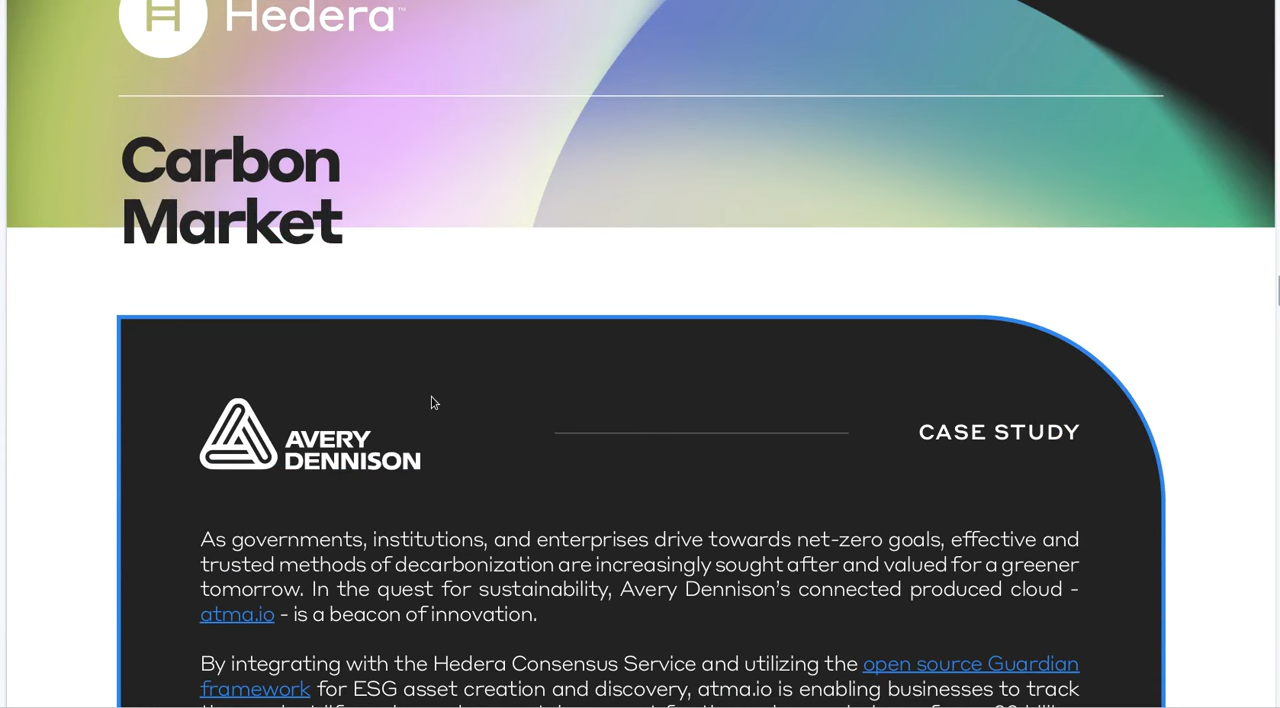 Hedera™
Carbon
Market
AVERY
DENNISON
CASE STUDY
As governments, institutions, and enterprises drive towards net-zero goals, effective and
trusted methods of decarbonization are increasingly sought after and valued for a greener
tomorrow. In the quest for sustainability, Avery Dennison's connected produced cloud -
atma.io - is a beacon of innovation.
By integrating with the Hedera Consensus Service and utilizing the open source Guardian
framework for ESG asset creation and discovery, atma.io is enabling businesses to track